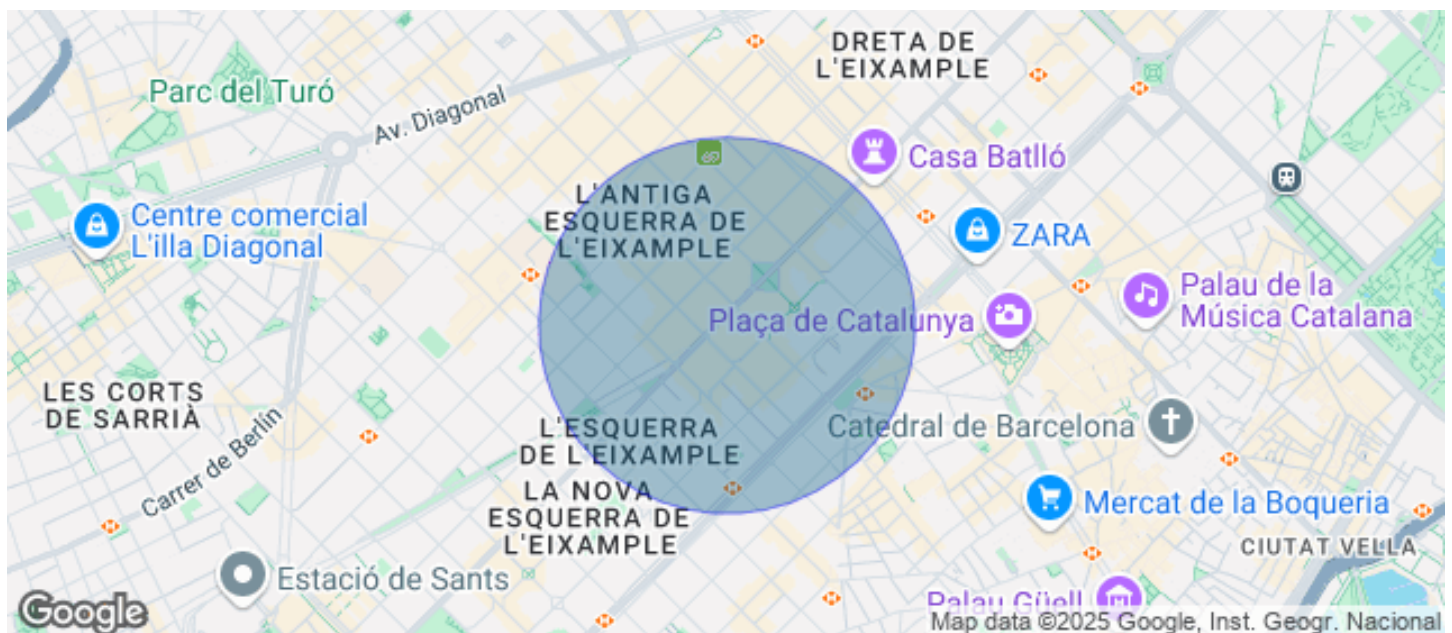 DRETA DE
L'EIXAMPLE
Parc del Turó
Av. Diagonal
Casa Batlló
L'ANTIGA
ESQUERRA DE
L'EIXAMPLE
Centre comercial
L'illa Diagonal
ZARA
Palau de la
Música Catalana
Plaça de Catalunya
LES CORTS
DE SARRIÀ
Carrer de Berlín
L'ESQUERRA
DE L'EIXAMPLE
Catedral de Barcelona
LA NOVA
ESQUERRA DE
L'EIXAMPLE
Mercat de la Boqueria
CIUTAT VELLA
Estació de Sants
Palau Güell
Google
Map data ©2025 Google, Inst. Geogr. Nacional